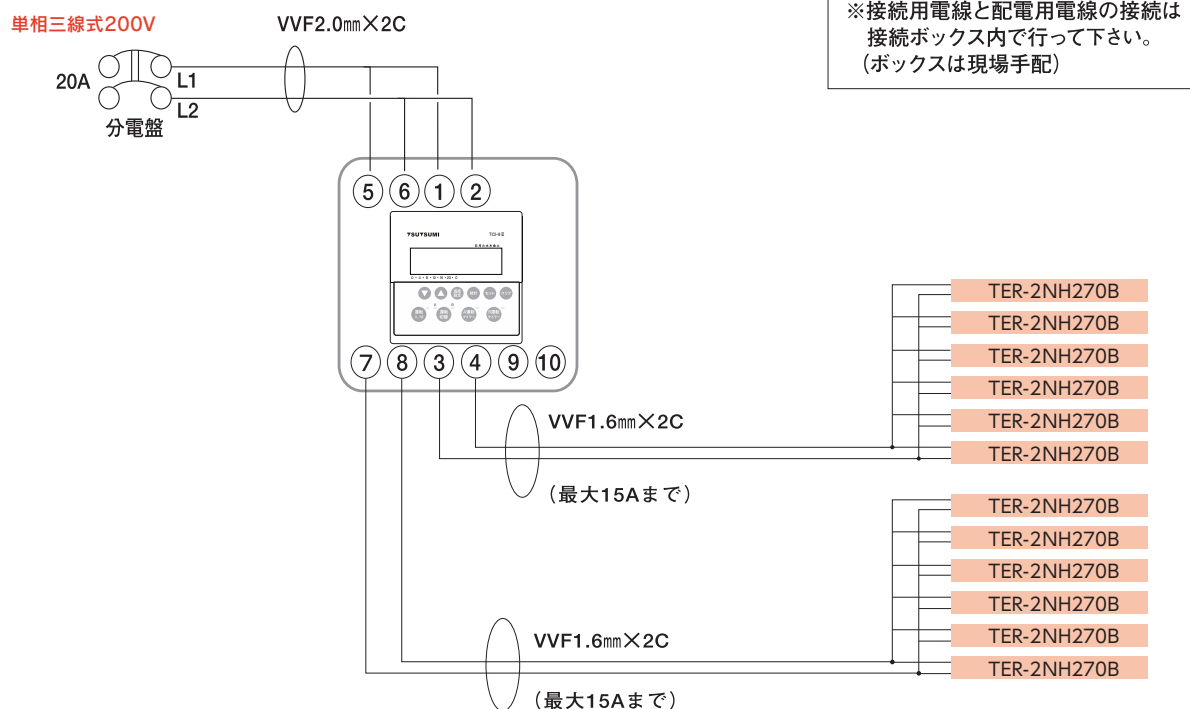 単相三線式200V
VVF2.0㎜×2C
※接続用電線と配電用電線の接続は
接続ボックス内で行って下さい。
(ボックスは現場手配)
20A
L1
L2
分電盤
5 6 1 2
TSUTSUMI
7 8 3 4 9 10
VVF1.6㎜×2C
(最大15Aまで)
TER-2NH270B
TER-2NH270B
TER-2NH270B
TER-2NH270B
TER-2NH270B
TER-2NH270B
VVF1.6㎜×2C
(最大15Aまで)
TER-2NH270B
TER-2NH270B
TER-2NH270B
TER-2NH270B
TER-2NH270B
TER-2NH270B